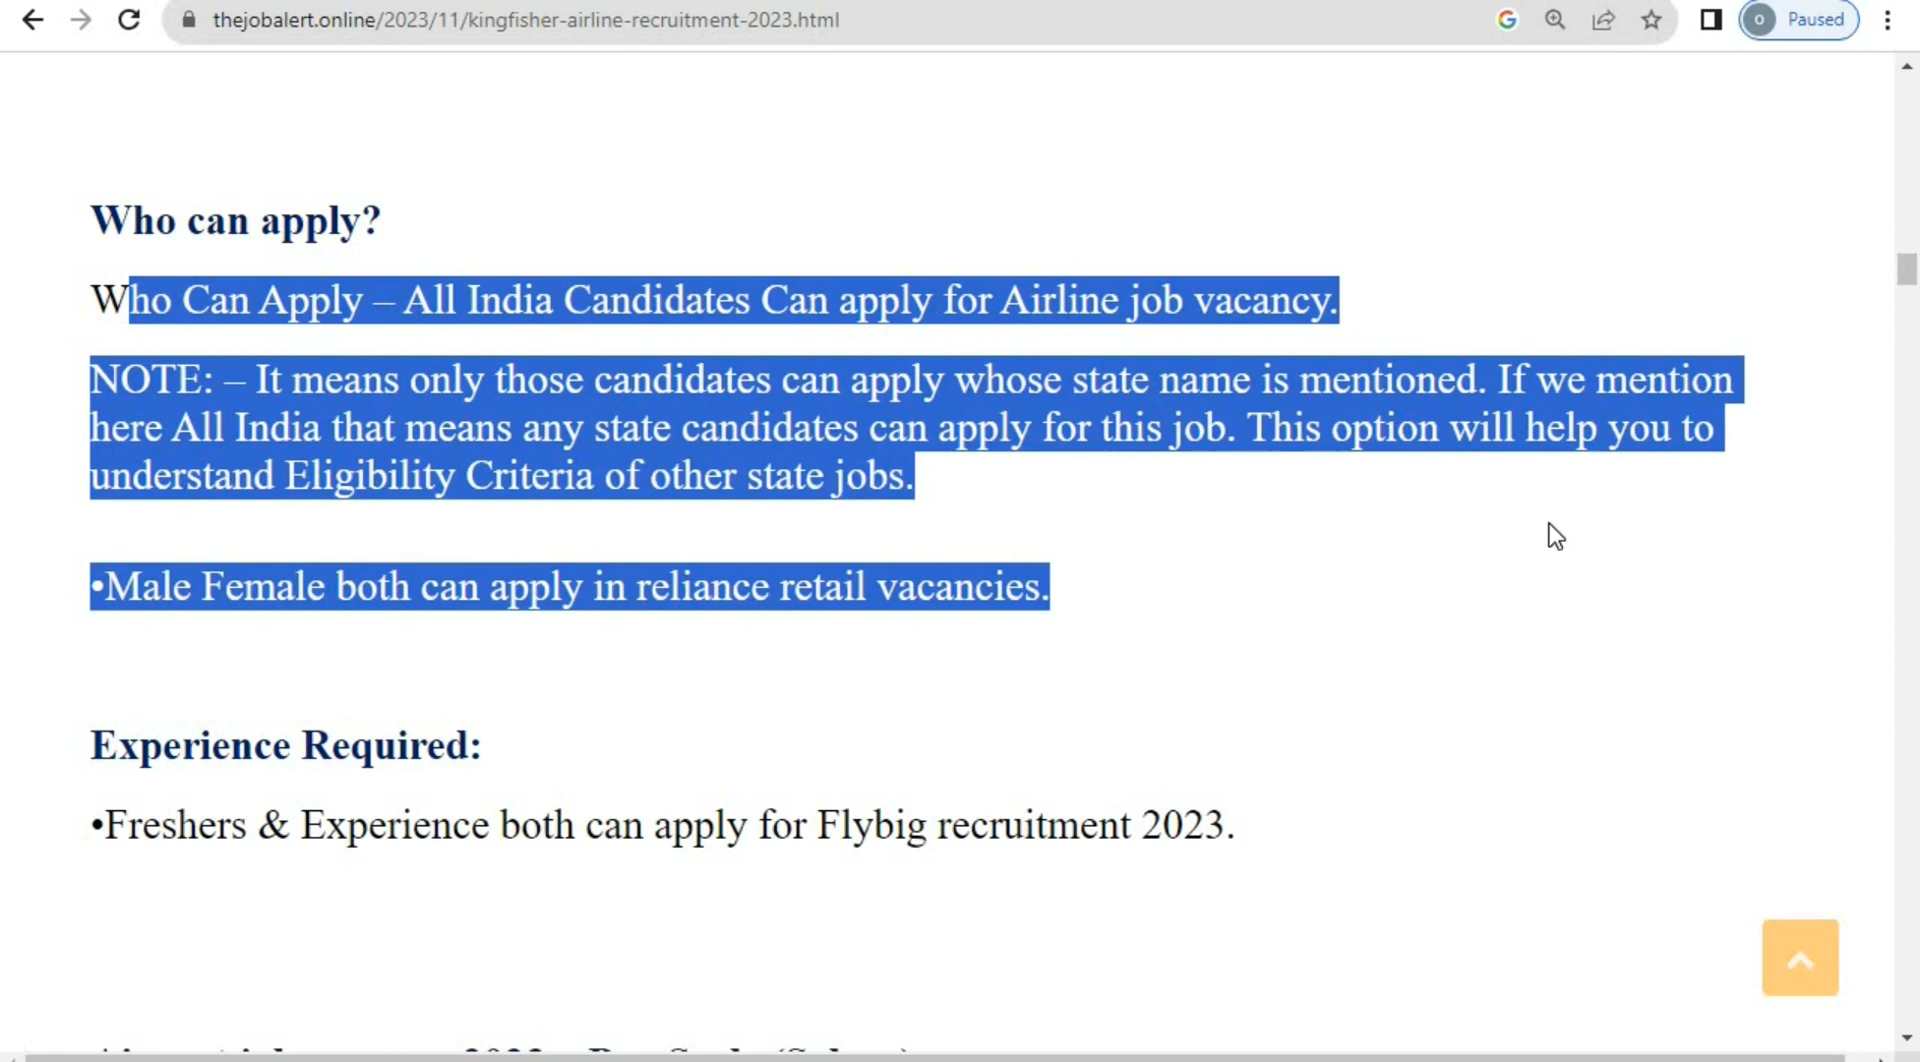 thejobalert.online/2023/11/kingfisher-airline-recruitment-2023.html
o
Paused
Who can apply?
Who Can Apply – All India Candidates Can apply for Airline job vacancy.
NOTE: – It means only those candidates can apply whose state name is mentioned. If we mention
here All India that means any state candidates can apply for this job. This option will help you to
understand Eligibility Criteria of other state jobs.
•Male Female both can apply in reliance retail vacancies.
Experience Required:
•Freshers & Experience both can apply for Flybig recruitment 2023.